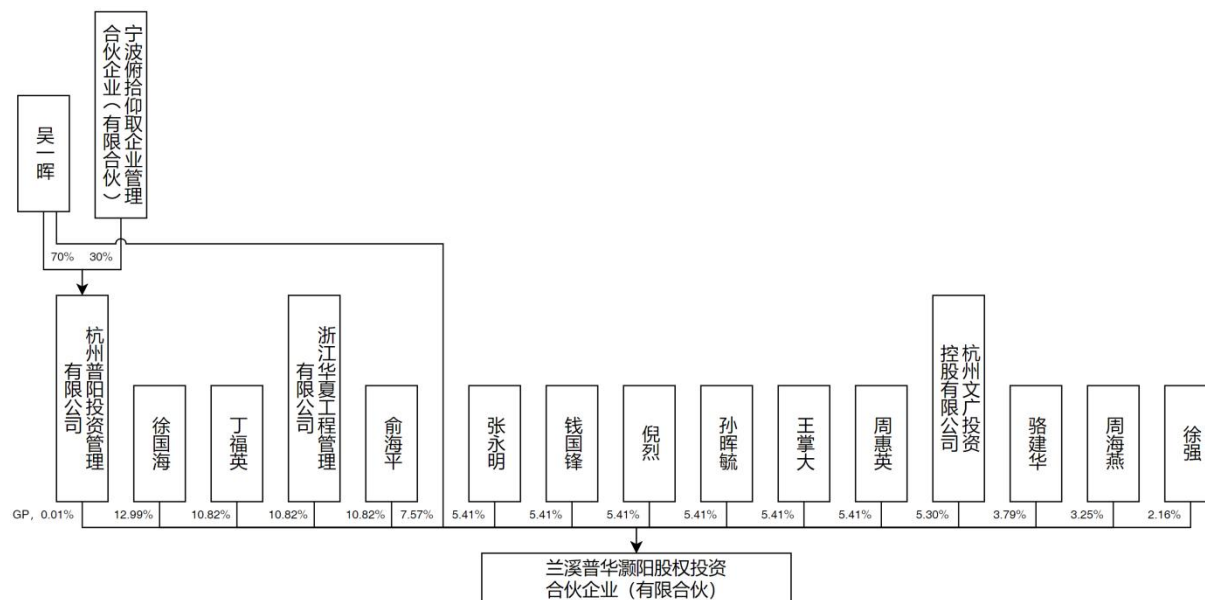 宁波俯拾仰取企业管理
合伙企业（有限合伙）
吴一晖
70%
30%
杭州普阳投资管理
有限公司
徐国海
丁福英
浙江华夏工程管理
有限公司
俞海平
张永明
钱国锋
倪烈
孙晖毓
王掌大
周惠英
杭州文广投资
控股有限公司
骆建华
周海燕
徐强
GP，0.01%
12.99%
10.82%
10.82%
10.82%
7.57%
5.41%
5.41%
5.41%
5.41%
5.41%
5.41%
5.30%
3.79%
3.25%
2.16%
兰溪普华灏阳股权投资
合伙企业（有限合伙）